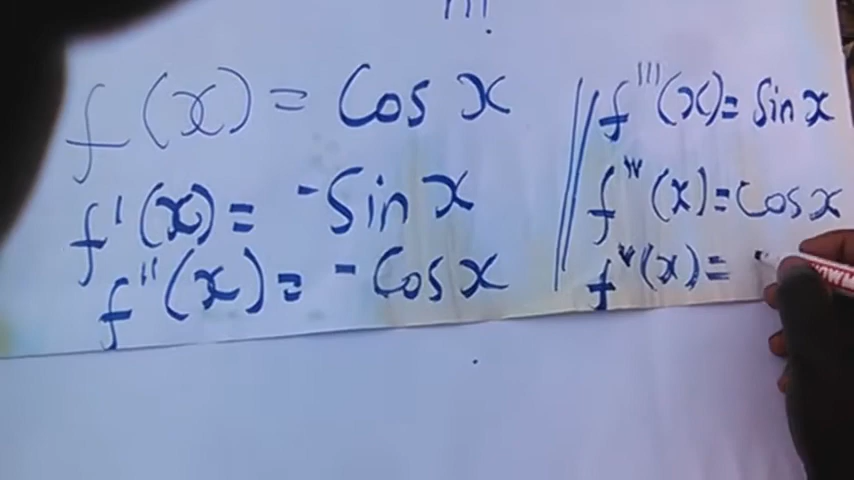 n!
f(x) = Cos x
f'(x) = -Sin x
f''(x) = -Cos x
f'''(x) = Sin x
f^{iv}(x) = Cos x
f^{v}(x) = -